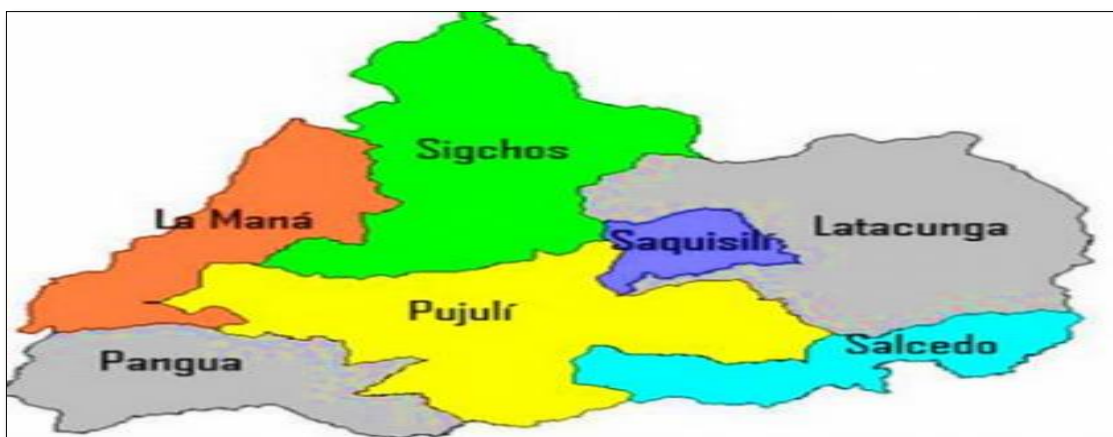 Sigchos
La Maná
Saquisilí
Latacunga
Pujulí
Salcedo
Pangua